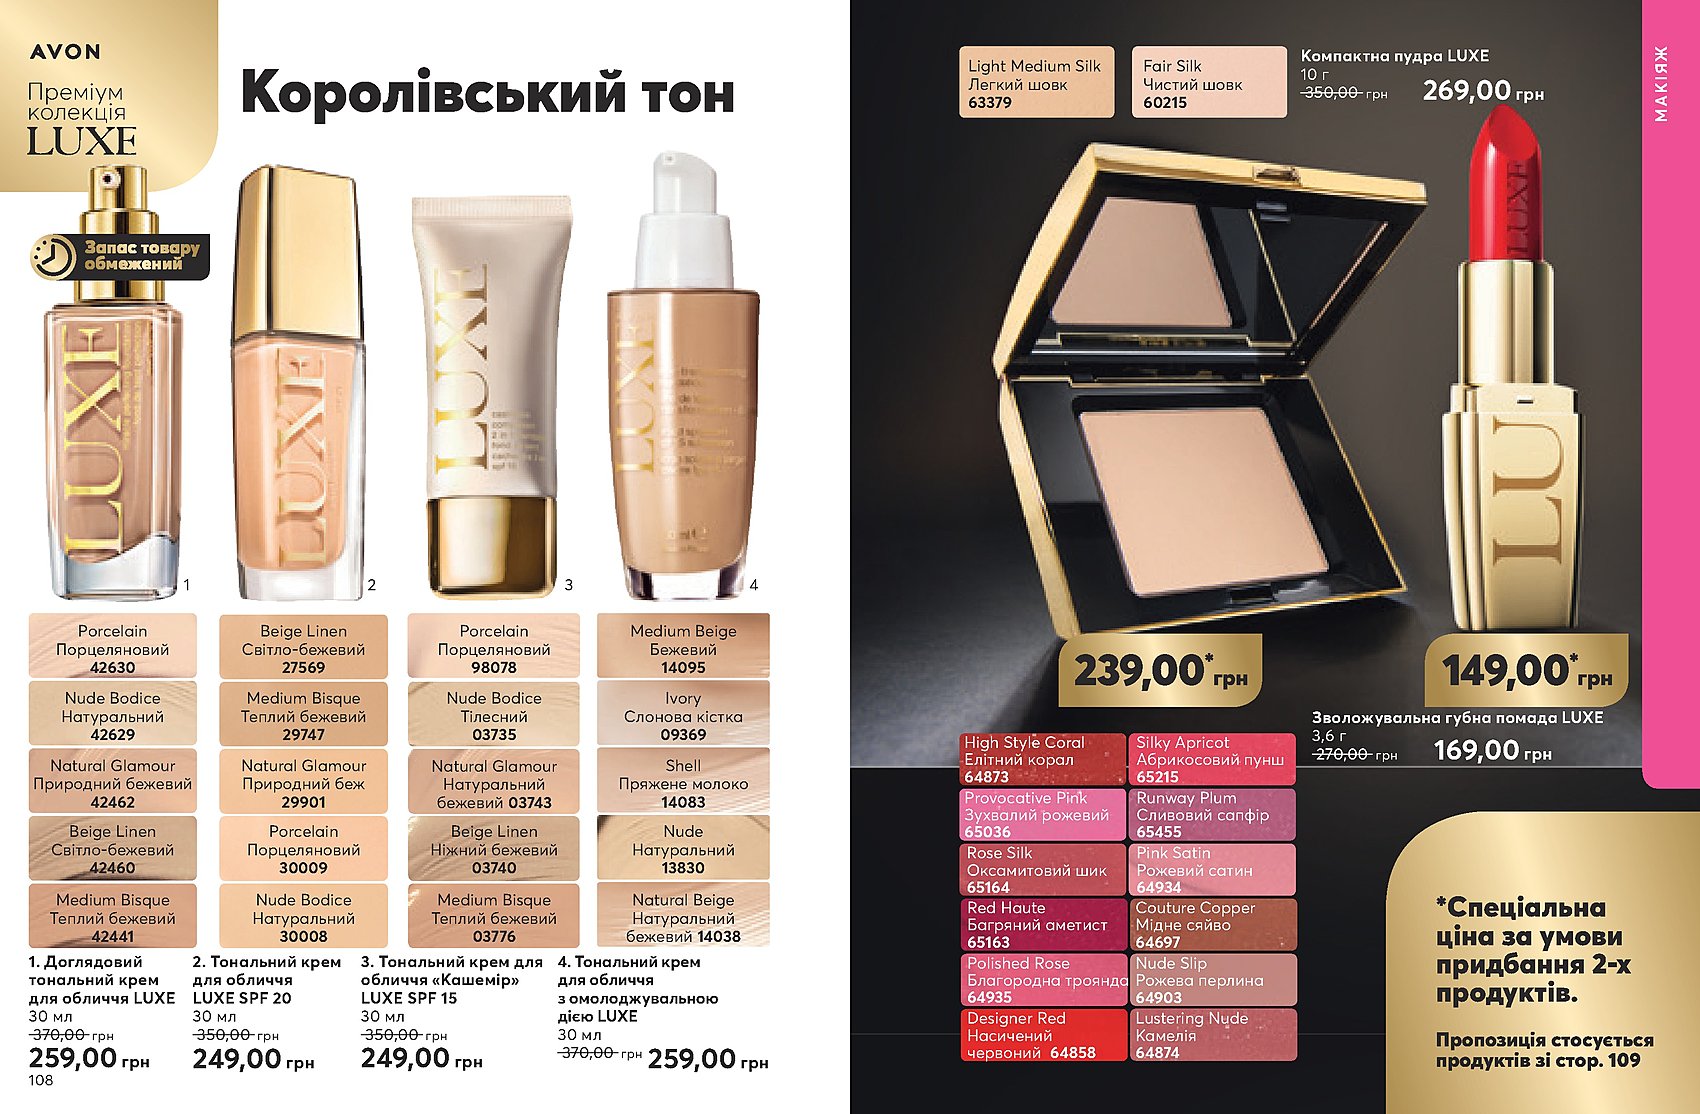 AVON
Преміум
колекція
LUXE
Королівський тон
Запас товару
обмежений
LUXE
1
LUXE
2
LUXE
3
LUXE
4
Porcelain
Порцеляновий
42630
Nude Bodice
Натуральний
42629
Natural Glamour
Природний бежевий
42462
Beige Linen
Світло-бежевий
42460
Medium Bisque
Теплий бежевий
42441
Beige Linen
Світло-бежевий
27569
Medium Bisque
Теплий бежевий
29747
Natural Glamour
Природний беж
29901
Porcelain
Порцеляновий
30009
Nude Bodice
Натуральний
30008
Porcelain
Порцеляновий
98078
Nude Bodice
Тілесний
03735
Natural Glamour
Натуральний
бежевий 03743
Beige Linen
Ніжний бежевий
03740
Medium Bisque
Теплий бежевий
03776
Medium Beige
Бежевий
14095
Ivory
Слонова кістка
09369
Shell
Пряжене молоко
14083
Nude
Натуральний
13830
Natural Beige
Натуральний
бежевий 14038
1. Доглядовий
тональний крем
для обличчя LUXE
30 мл
370,00 грн
259,00 грн
2. Тональний крем
для обличчя
LUXE SPF 20
30 мл
350,00 грн
249,00 грн
3. Тональний крем для
обличчя «Кашемір»
LUXE SPF 15
30 мл
350,00 грн
249,00 грн
4. Тональний крем
для обличчя
з омолоджувальною
дією LUXE
30 мл
370,00 грн 259,00 грн
108
Light Medium Silk
Легкий шовк
63379
Fair Silk
Чистий шовк
60215
Компактна пудра LUXE
10 г
350,00 грн 269,00 грн
МАКІЯЖ
LUXE
LU
239,00* грн
149,00* грн
Зволожувальна губна помада LUXE
3,6 г
270,00 грн 169,00 грн
High Style Coral
Елітний корал
64873
Silky Apricot
Абрикосовий пунш
65215
Provocative Pink
Зухвалий рожевий
65036
Runway Plum
Сливовий сапфір
65455
Rose Silk
Оксамитовий шик
65164
Pink Satin
Рожевий сатин
64934
Red Haute
Багряний аметист
65163
Couture Copper
Мідне сяйво
64697
Polished Rose
Благородна троянда
64935
Nude Slip
Рожева перлина
64903
Designer Red
Насичений
червоний 64858
Lustering Nude
Камелія
64874
*Спеціальна
ціна за умови
придбання 2-х
продуктів.
Пропозиція стосується
продуктів зі стор. 109